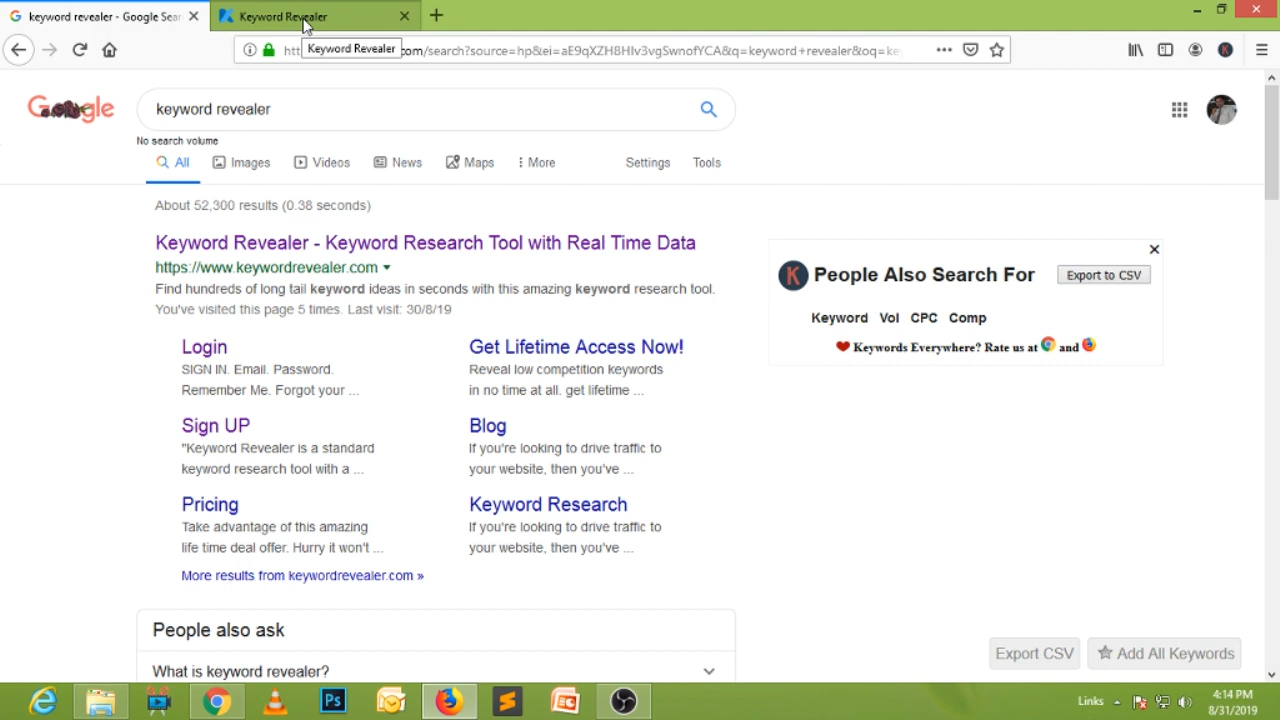 keyword revealer - Google Sear
Keyword Revealer
Keyword Revealer
com/search?source=hp&ei=aE9qXZH8HIv3vgSwnofYCA&q=keyword+revealer&oq=ke
Google
keyword revealer
No search volume
All
Images
Videos
News
Maps
More
Settings
Tools
About 52,300 results (0.38 seconds)
Keyword Revealer - Keyword Research Tool with Real Time Data
https://www.keywordrevealer.com
Find hundreds of long tail keyword ideas in seconds with this amazing keyword research tool.
You've visited this page 5 times. Last visit: 30/8/19
Login
SIGN IN. Email. Password.
Remember Me. Forgot your ...
Get Lifetime Access Now!
Reveal low competition keywords
in no time at all. get lifetime ...
Sign UP
"Keyword Revealer is a standard
keyword research tool with a ...
Blog
If you're looking to drive traffic to
your website, then you've ...
Pricing
Take advantage of this amazing
life time deal offer. Hurry it won't ...
Keyword Research
If you're looking to drive traffic to
your website, then you've ...
More results from keywordrevealer.com »
People also ask
What is keyword revealer?
K People Also Search For
Export to CSV
Keyword Vol CPC Comp
Keywords Everywhere? Rate us at and
Export CSV
Add All Keywords
Ps
Links
4:14 PM
8/31/2019